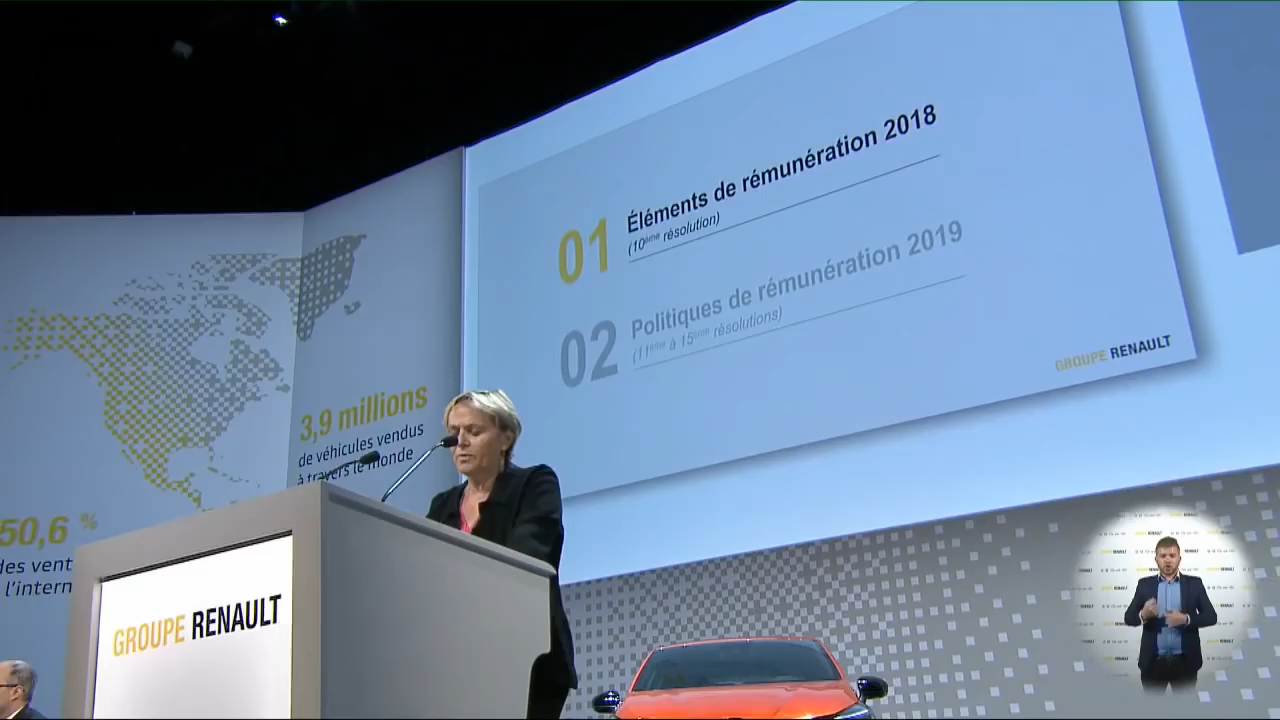 01
Éléments de rémunération 2018
(10ème résolution)
02
Politiques de rémunération 2019
(11ème à 15ème résolutions)
GROUPE RENAULT
3,9 millions
de véhicules vendus
à travers le monde
50,6 %
des vent
l'intern
GROUPE RENAULT